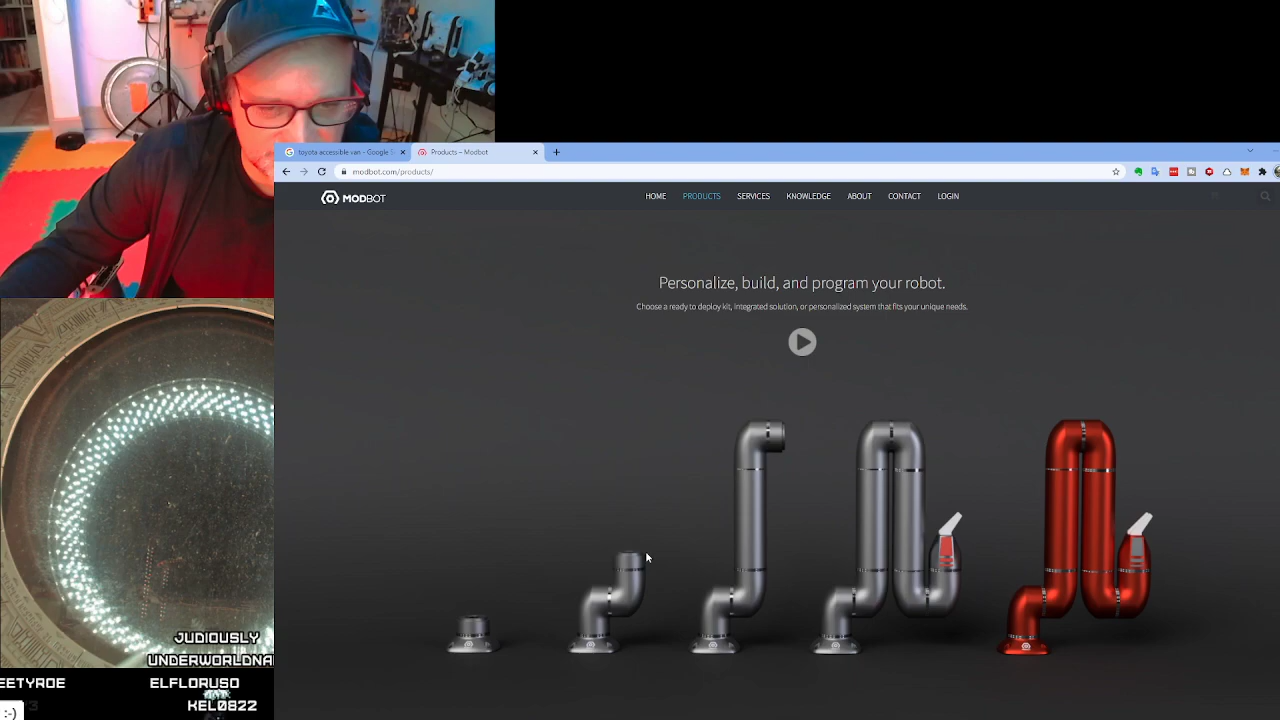 toyota accessible van - Google S
Products – Modbot
modbot.com/products/
MODBOT
HOME
PRODUCTS
SERVICES
KNOWLEDGE
ABOUT
CONTACT
LOGIN
Personalize, build, and program your robot.
Choose a ready to deploy kit, integrated solution, or personalized system that fits your unique needs.
JUDIOUSLY
UNDERWORLDNA
EETYRDE
ELFLORUSO
KEL0822
:-)
3